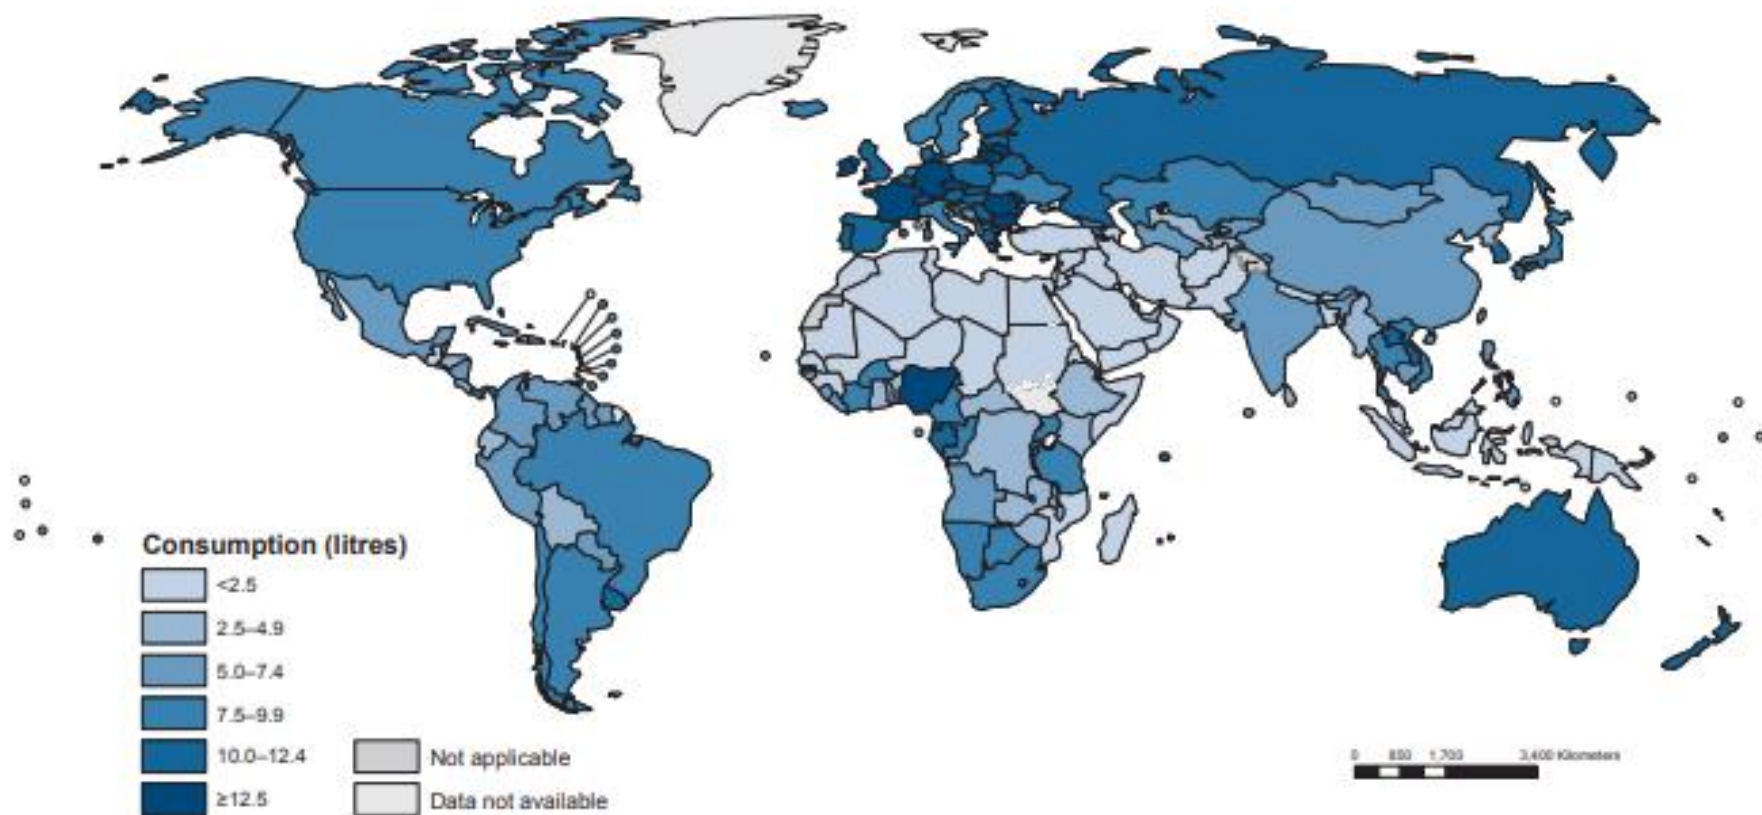 Consumption (litres)
<2.5
2.5–4.9
5.0–7.4
7.5–9.9
10.0–12.4
≥12.5
Not applicable
Data not available
0 850 1,700 3,400 Kilometers